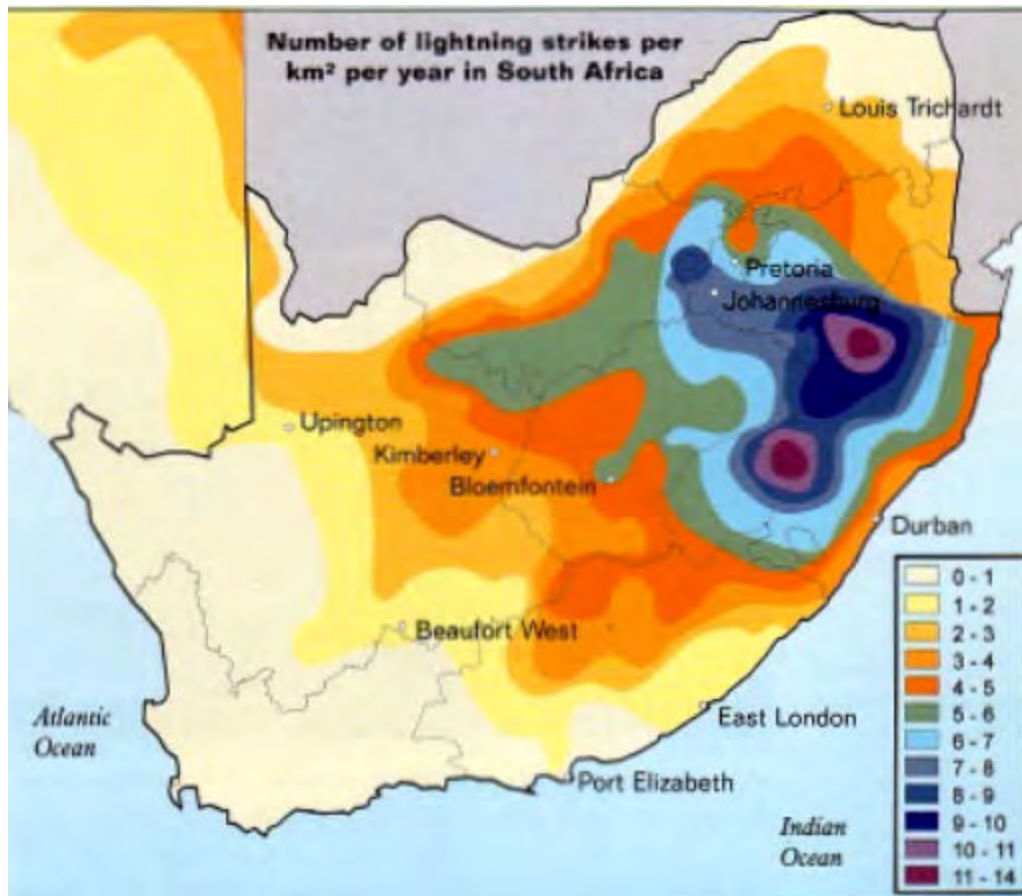 Number of lightning strikes per
km² per year in South Africa
Louis Trichardt
Pretoria
Johannesburg
Upington
Kimberley
Bloemfontein
Durban
Beaufort West
East London
Port Elizabeth
Atlantic
Ocean
Indian
Ocean
0 - 1
1 - 2
2 - 3
3 - 4
4 - 5
5 - 6
6 - 7
7 - 8
8 - 9
9 - 10
10 - 11
11 - 14